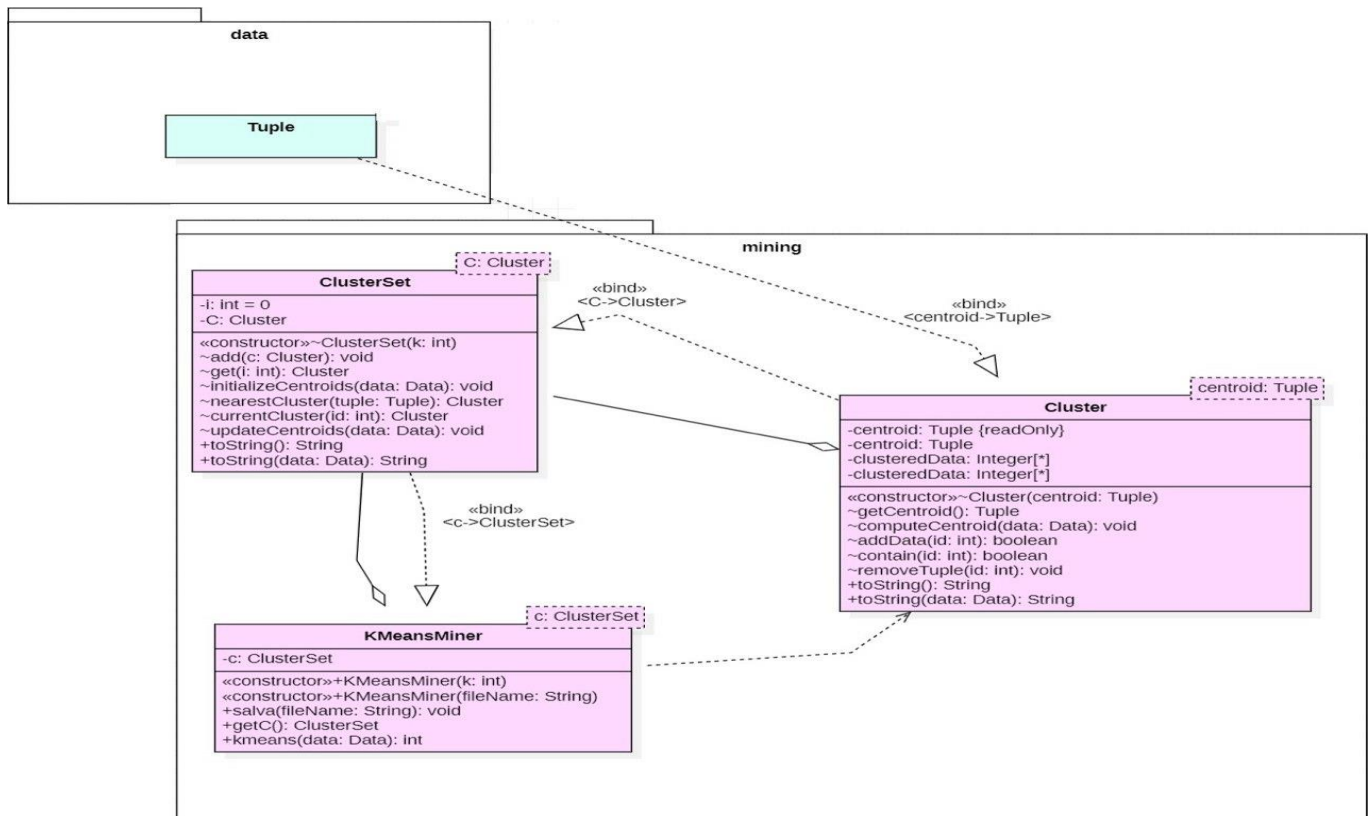 data
Tuple
mining
C: Cluster
ClusterSet
-i: int = 0
-C: Cluster
«constructor»~ClusterSet(k: int)
~add(c: Cluster): void
~get(i: int): Cluster
~initializeCentroids(data: Data): void
~nearestCluster(tuple: Tuple): Cluster
~currentCluster(id: int): Cluster
~updateCentroids(data: Data): void
+toString(): String
+toString(data: Data): String
«bind»
<C->Cluster>
«bind»
<centroid->Tuple>
centroid: Tuple
Cluster
-centroid: Tuple {readOnly}
-centroid: Tuple
-clusteredData: Integer[*]
-clusteredData: Integer[*]
«constructor»~Cluster(centroid: Tuple)
~getCentroid(): Tuple
~computeCentroid(data: Data): void
~addData(id: int): boolean
~contain(id: int): boolean
~removeTuple(id: int): void
+toString(): String
+toString(data: Data): String
«bind»
<c->ClusterSet>
c: ClusterSet
KMeansMiner
-c: ClusterSet
«constructor»+KMeansMiner(k: int)
«constructor»+KMeansMiner(fileName: String)
+salva(fileName: String): void
+getC(): ClusterSet
+kmeans(data: Data): int